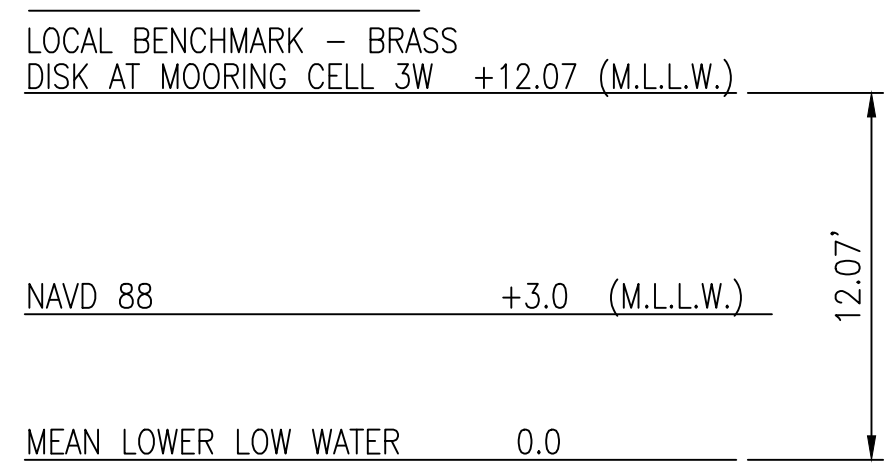 LOCAL BENCHMARK – BRASS
DISK AT MOORING CELL 3W +12.07 (M.L.L.W.)
12.07'
NAVD 88 +3.0 (M.L.L.W.)
MEAN LOWER LOW WATER 0.0